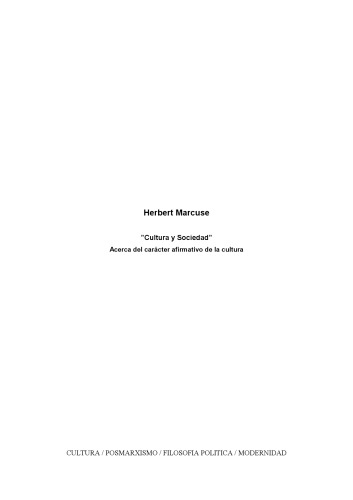 Herbert Marcuse
"Cultura y Sociedad"
Acerca del carácter afirmativo de la cultura
CULTURA / POSMARXISMO / FILOSOFIA POLITICA / MODERNIDAD